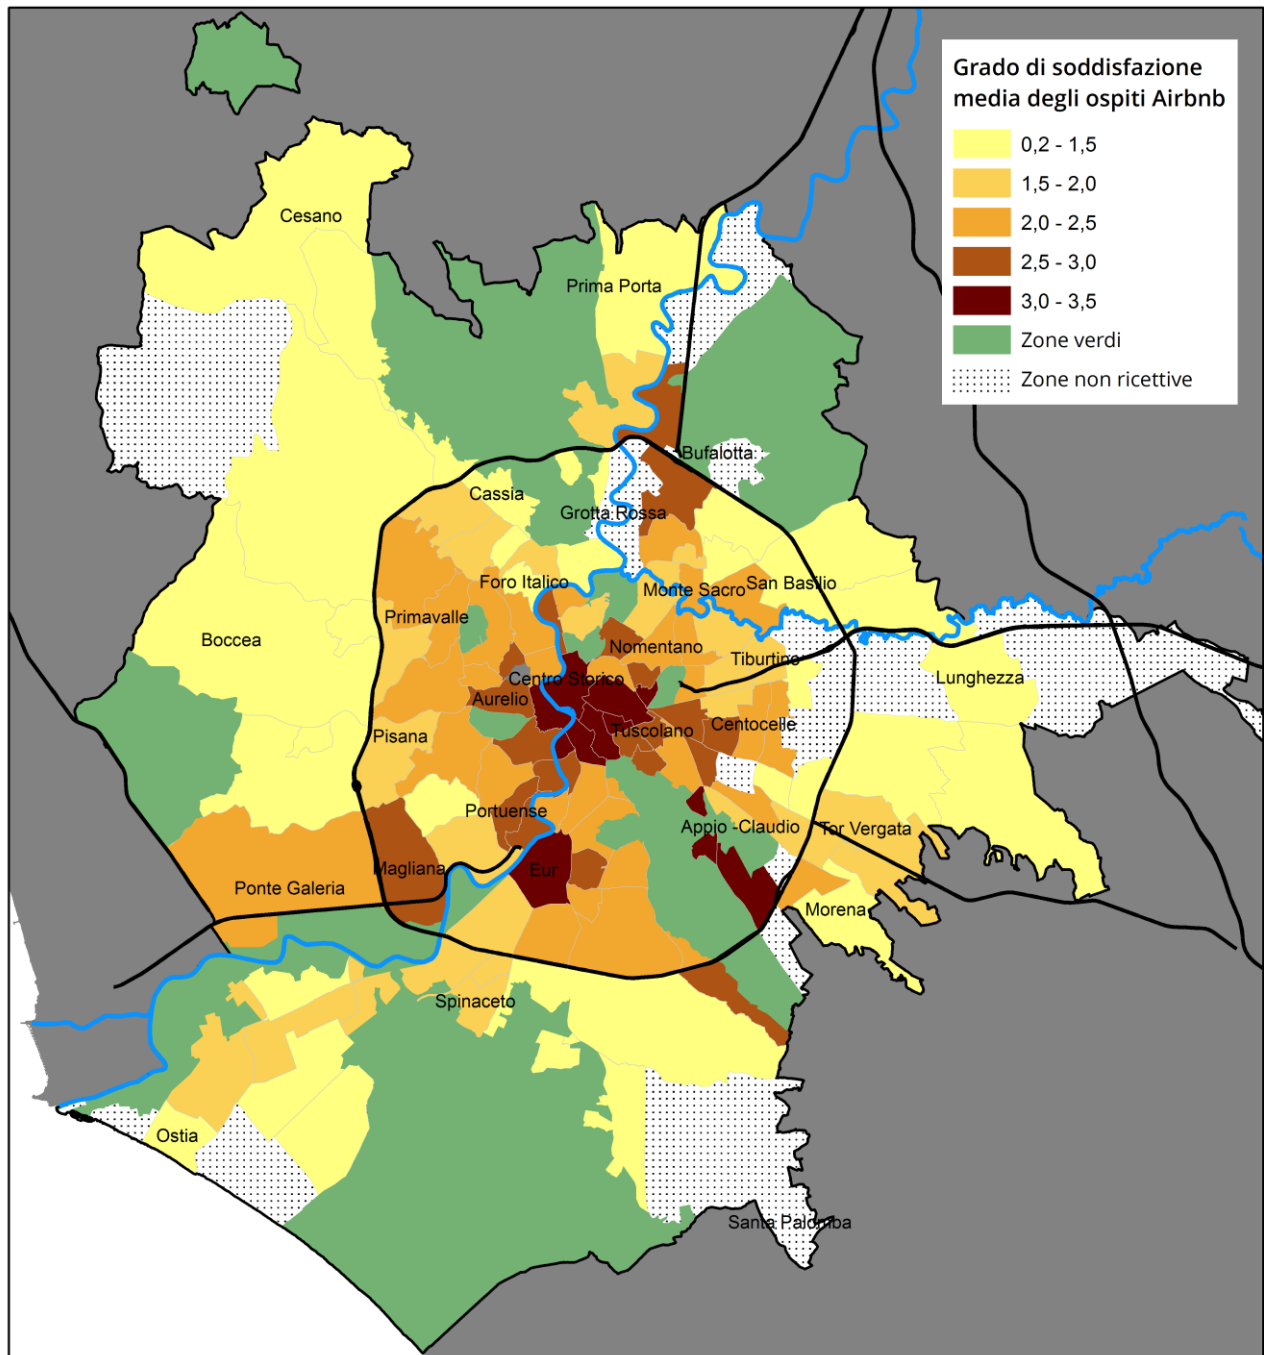 Grado di soddisfazione
media degli ospiti Airbnb
0,2 - 1,5
1,5 - 2,0
2,0 - 2,5
2,5 - 3,0
3,0 - 3,5
Zone verdi
Zone non ricettive
Cesano
Prima Porta
Bufalotta
Cassia
Grotta Rossa
Foro Italico
Monte Sacro
San Basilio
Primavalle
Boccea
Nomentano
Tiburtino
Centro Storico
Lunghezza
Aurelio
Pisana
Tuscolano
Centocelle
Portuense
Appio -Claudio
Tor Vergata
Magliana
Eur
Ponte Galeria
Morena
Spinaceto
Ostia
Santa Palomba